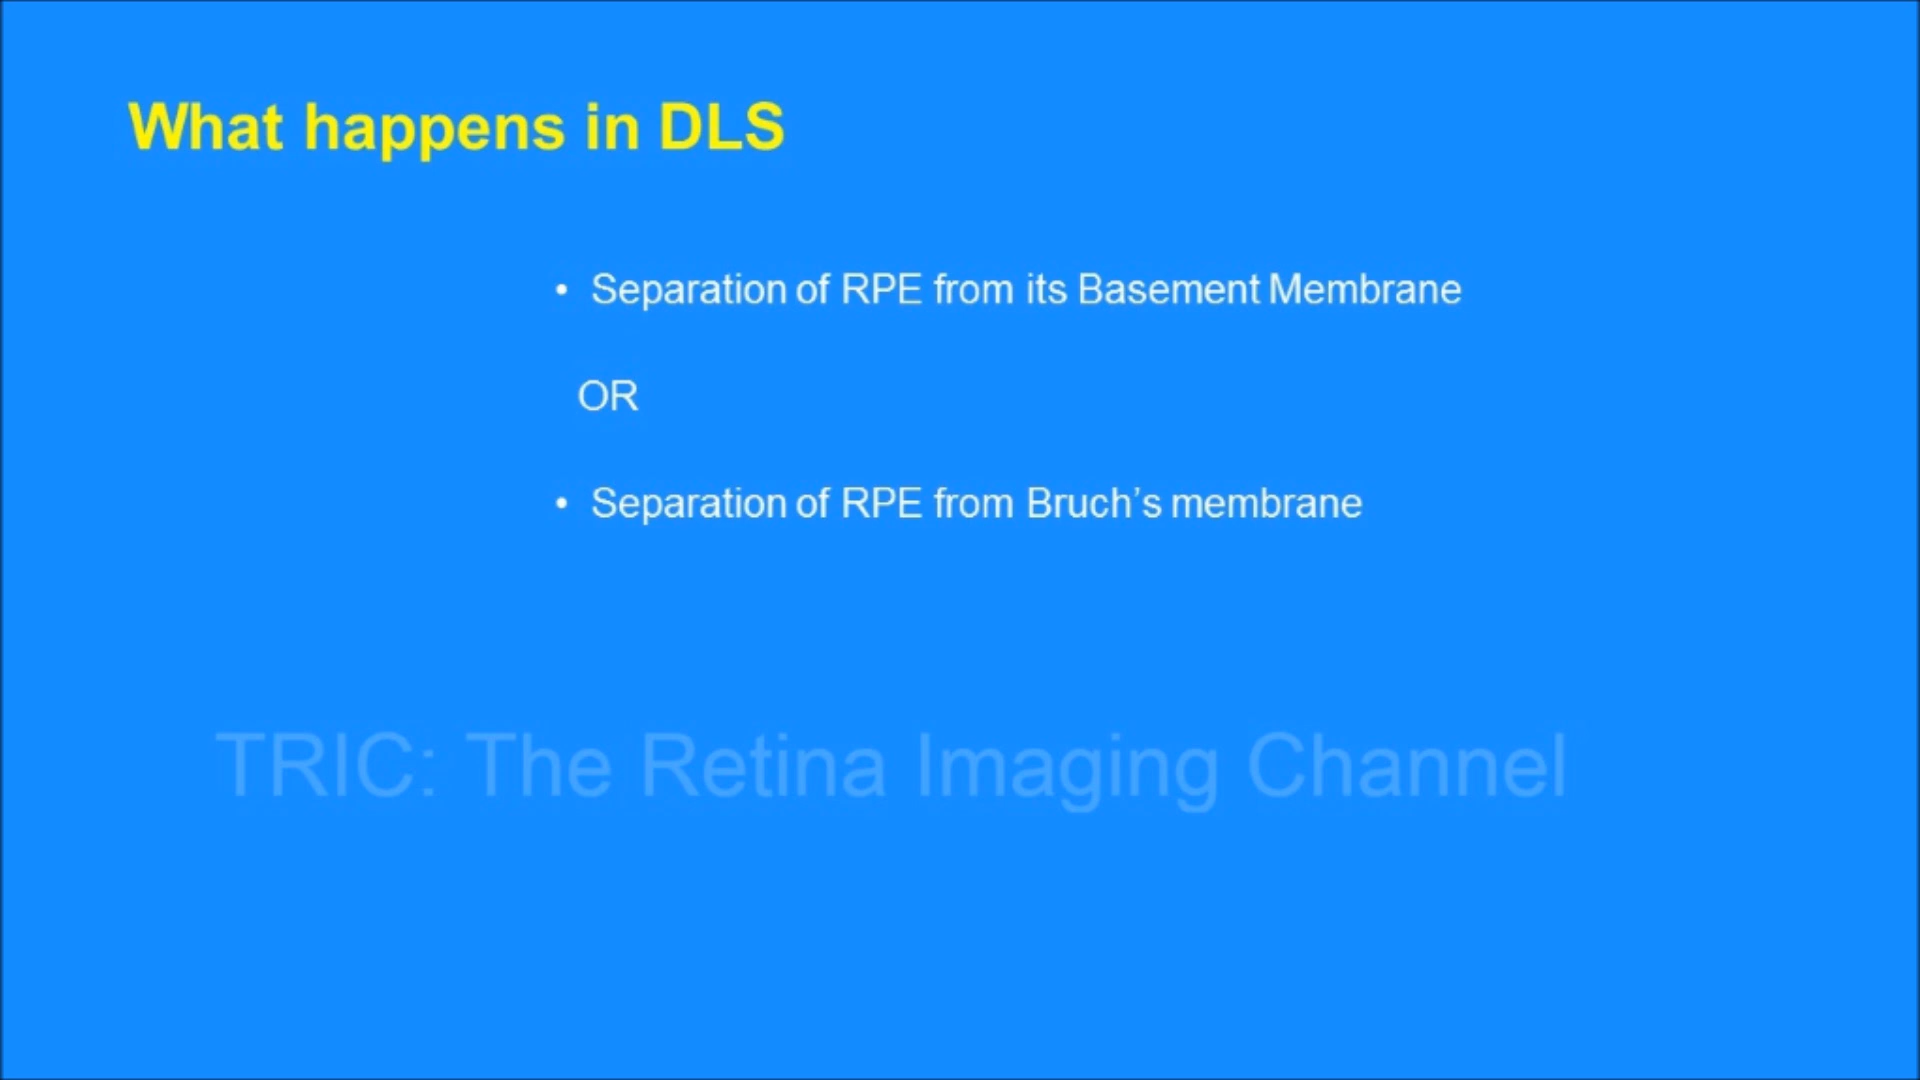 What happens in DLS
• Separation of RPE from its Basement Membrane
OR
• Separation of RPE from Bruch’s membrane
TRIC: The Retina Imaging Channel